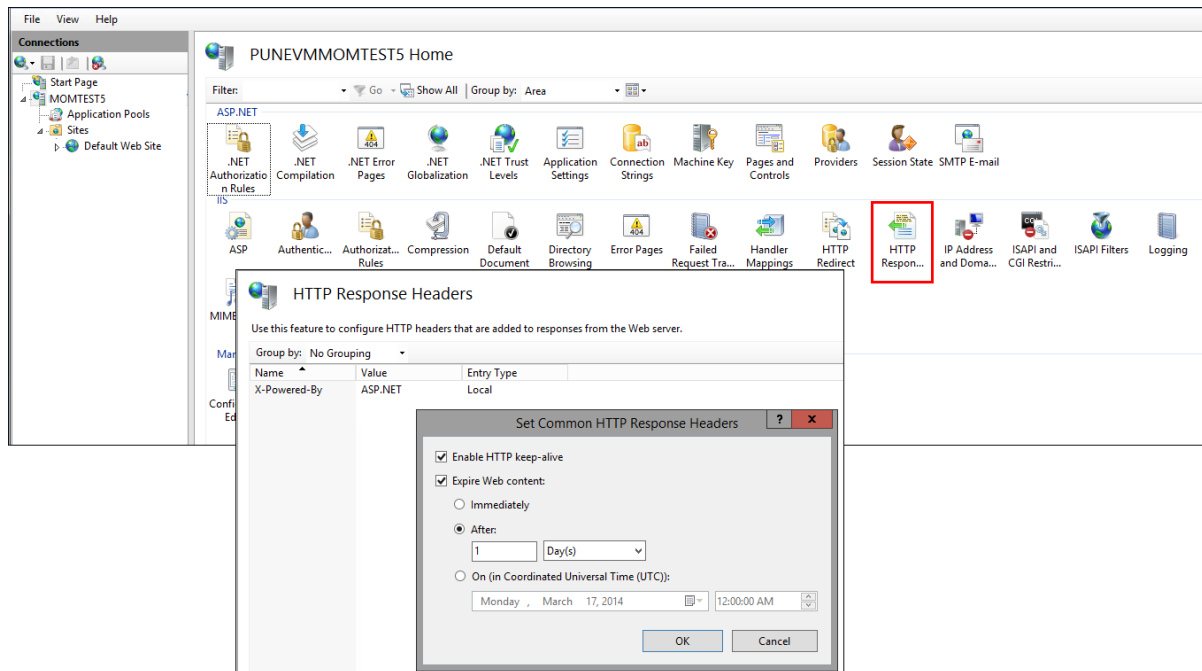 File View Help
Connections
Start Page
MOMTEST5
Application Pools
Sites
Default Web Site
PUNEVMMOMTEST5 Home
Filter: Go Show All Group by: Area
ASP.NET
.NET Authorizatio n Rules
.NET Compilation
.NET Error Pages
.NET Globalization
.NET Trust Levels
Application Settings
Connection Strings
Machine Key
Pages and Controls
Providers
Session State
SMTP E-mail
IIS
ASP
Authentic...
Authorizat... Rules
Compression
Default Document
Directory Browsing
Error Pages
Failed Request Tra...
Handler Mappings
HTTP Redirect
HTTP Respon...
IP Address and Doma...
ISAPI and CGI Restri...
ISAPI Filters
Logging
MIME
Mar
Confi
Ed
HTTP Response Headers
Use this feature to configure HTTP headers that are added to responses from the Web server.
Group by: No Grouping
Name Value Entry Type
X-Powered-By ASP.NET Local
Set Common HTTP Response Headers ? x
Enable HTTP keep-alive
Expire Web content:
Immediately
After:
1 Day(s)
On (in Coordinated Universal Time (UTC)):
Monday , March 17, 2014 12:00:00 AM
OK Cancel